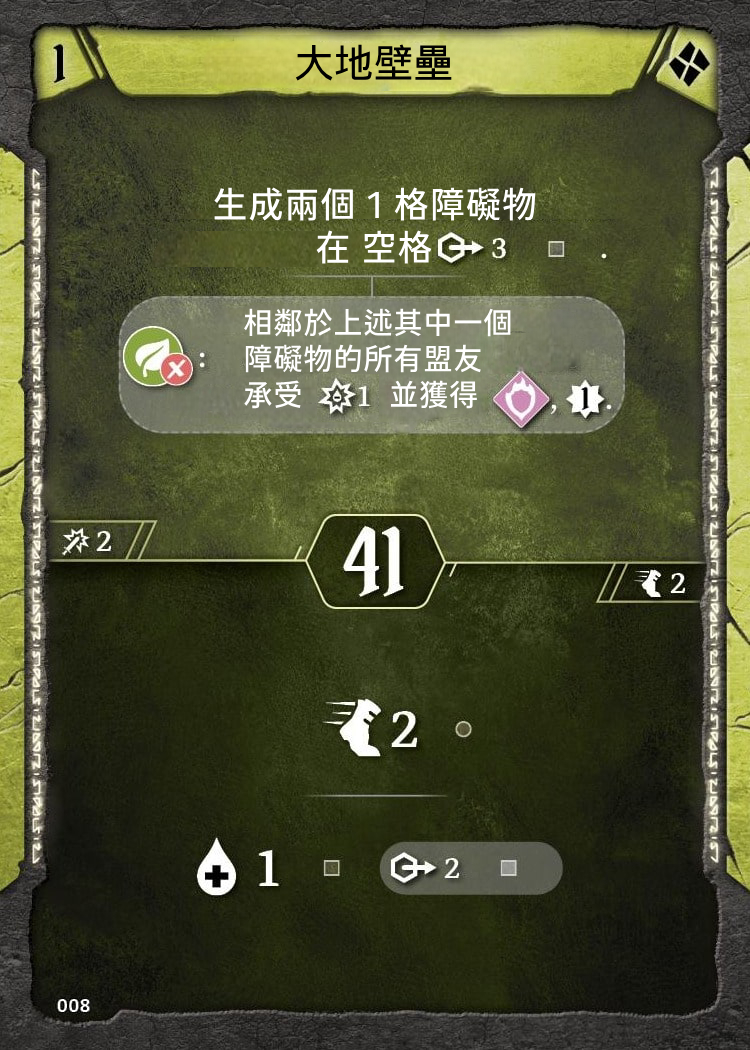 1
大地壁壘
生成兩個 1 格障礙物
在 空格 3 .
相鄰於上述其中一個
: 障礙物的所有盟友
承受 1 並獲得 , 1.
2
41
2
2
1 2
008